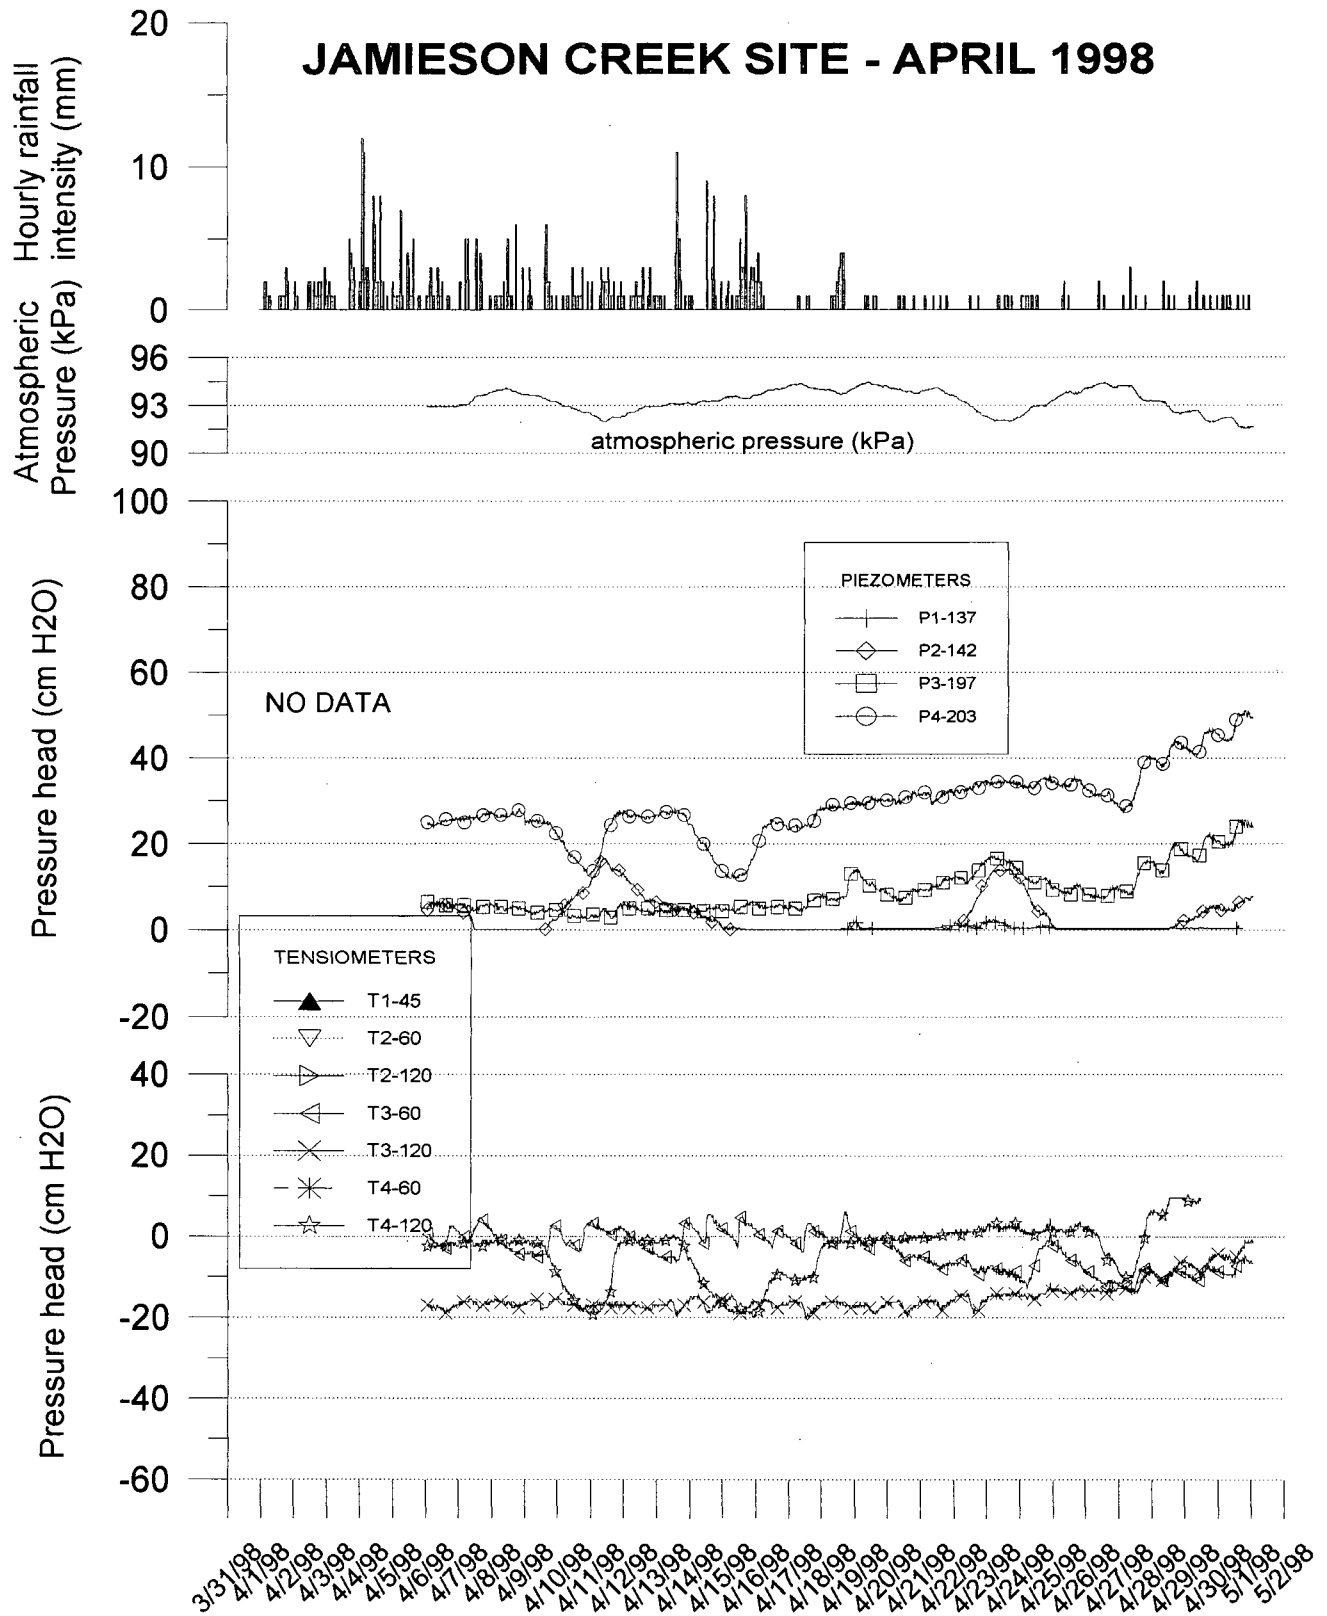 JAMIESON CREEK SITE - APRIL 1998
Hourly rainfall
intensity (mm)
20
10
0
Atmospheric
Pressure (kPa)
96
93
90
atmospheric pressure (kPa)
Pressure head (cm H2O)
100
80
60
40
20
0
-20
NO DATA
PIEZOMETERS
P1-137
P2-142
P3-197
P4-203
TENSIOMETERS
T1-45
T2-60
T2-120
T3-60
T3-120
T4-60
T4-120
Pressure head (cm H2O)
40
20
0
-20
-40
-60
3/31/98
4/1/98
4/2/98
4/3/98
4/4/98
4/5/98
4/6/98
4/7/98
4/8/98
4/9/98
4/10/98
4/11/98
4/12/98
4/13/98
4/14/98
4/15/98
4/16/98
4/17/98
4/18/98
4/19/98
4/20/98
4/21/98
4/22/98
4/23/98
4/24/98
4/25/98
4/26/98
4/27/98
4/28/98
4/29/98
4/30/98
5/1/98
5/2/98